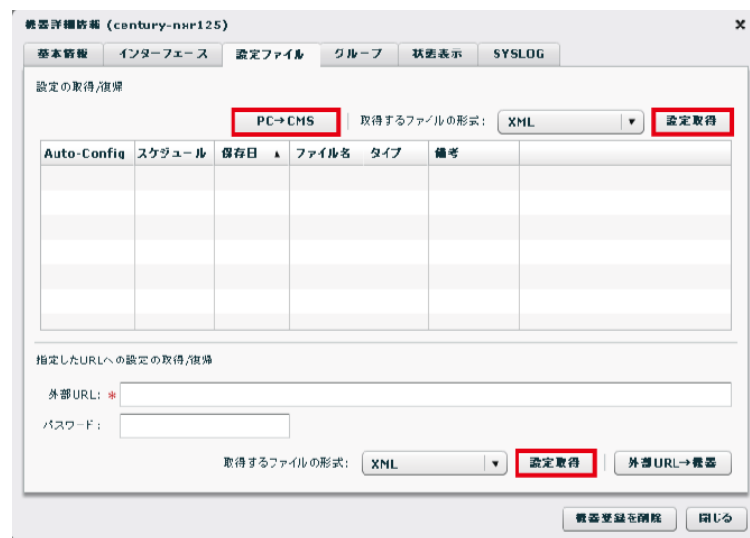 機器詳細情報 (century-nxr125)
基本情報 インターフェース 設定ファイル グループ 状態表示 SYSLOG
設定の取得/復帰
PC→CMS 取得するファイルの形式: XML 設定取得
Auto-Config スケジュール 保存日 ファイル名 タイプ 備考
指定したURLへの設定の取得/復帰
外部URL: *
パスワード:
取得するファイルの形式: XML 設定取得 外部URL→機器
機器登録を削除 閉じる